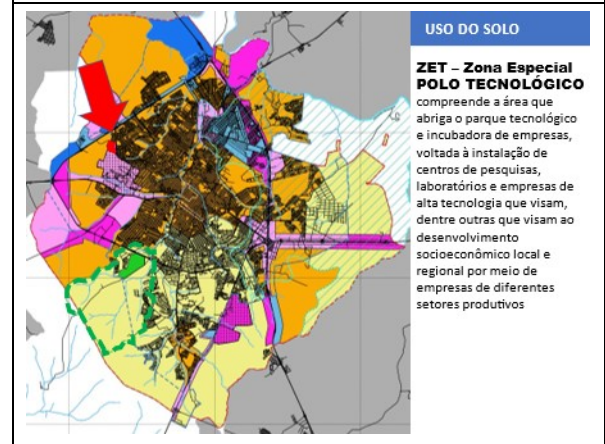 USO DO SOLO
ZET – Zona Especial
POLO TECNOLÓGICO
compreende a área que
abriga o parque tecnológico
e incubadora de empresas,
voltada à instalação de
centros de pesquisas,
laboratórios e empresas de
alta tecnologia que visam,
dentre outras que visam ao
desenvolvimento
socioeconômico local e
regional por meio de
empresas de diferentes
setores produtivos